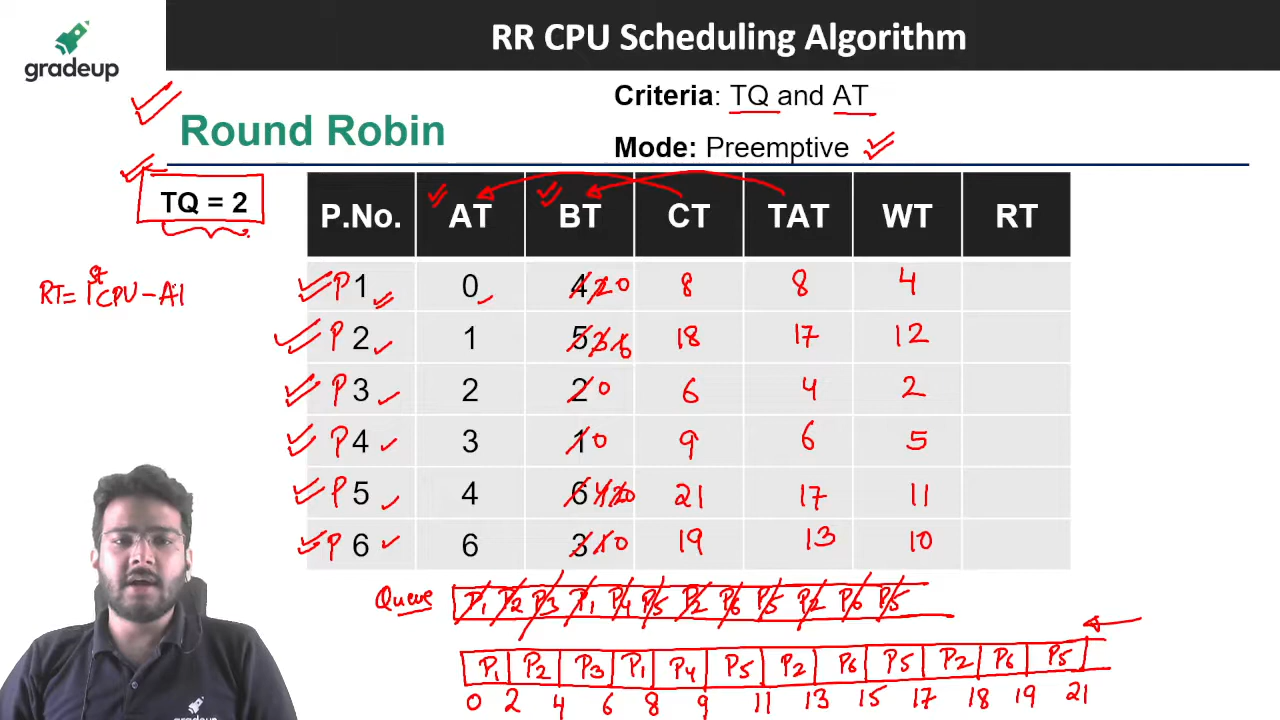 gradeup
RR CPU Scheduling Algorithm
Criteria: TQ and AT
Round Robin
Mode: Preemptive
TQ = 2
P.No. AT BT CT TAT WT RT
RT= 1st CPU - AT
P1 0 4 2 0 8 8 4
P2 1 5 3 1 18 17 12
P3 2 2 0 6 4 2
P4 3 1 0 9 6 5
P5 4 6 4 2 0 21 17 11
P6 6 3 1 0 19 13 10
Queue P1 P2 P3 P1 P4 P5 P2 P6 P5 P2 P6 P5
P1 P2 P3 P1 P4 P5 P2 P6 P5 P2 P6 P5
0 2 4 6 8 9 11 13 15 17 18 19 21
gradeup